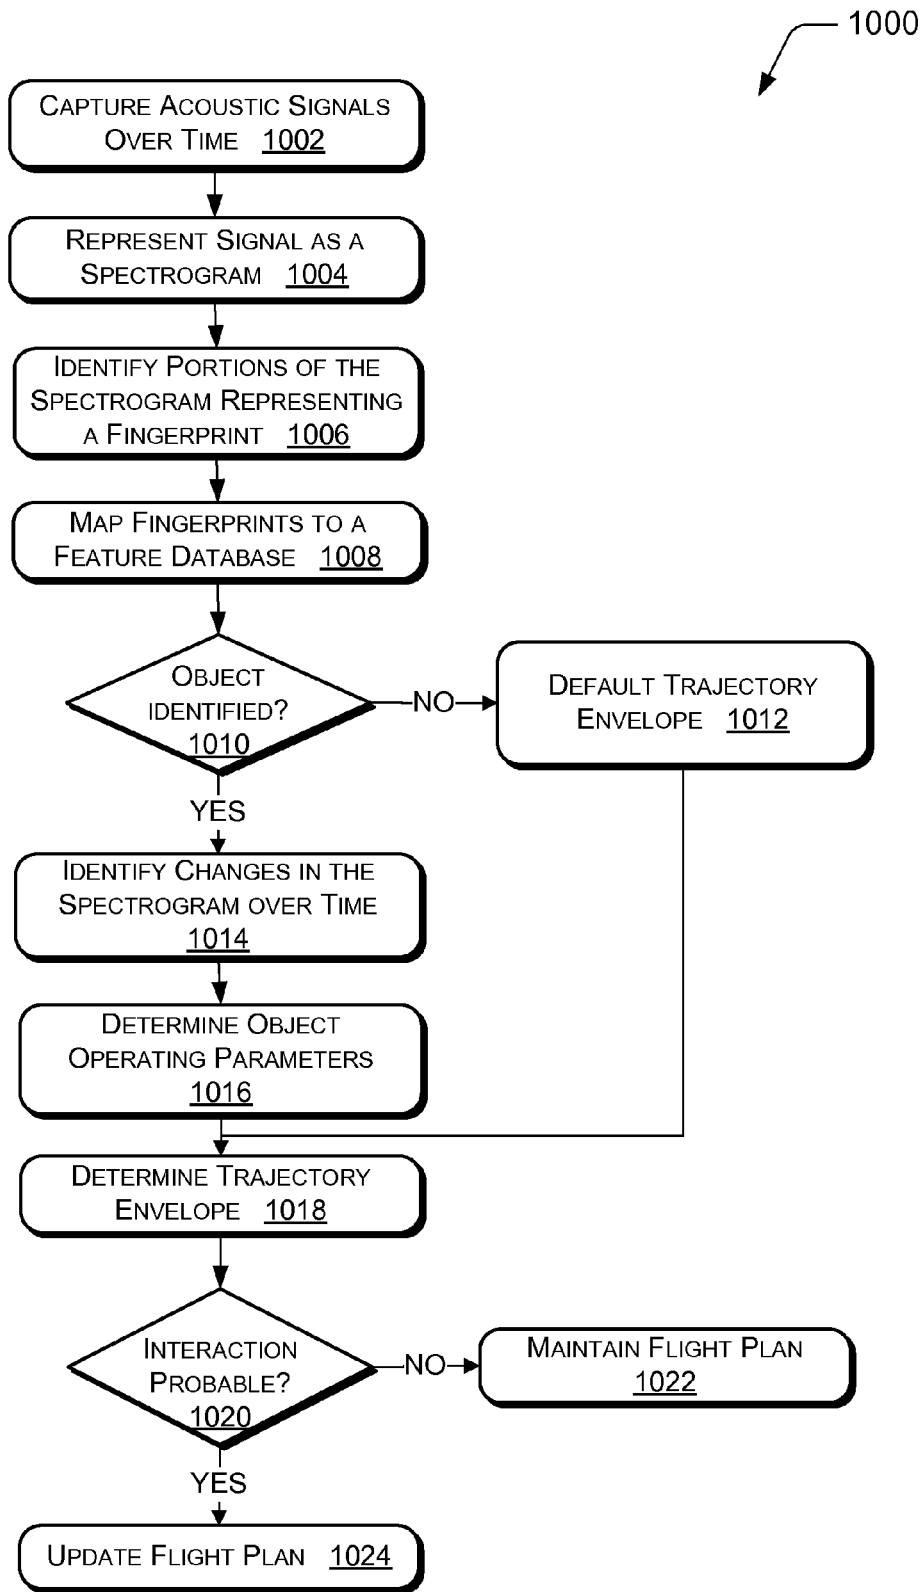 1000
CAPTURE ACOUSTIC SIGNALS
OVER TIME 1002
REPRESENT SIGNAL AS A
SPECTROGRAM 1004
IDENTIFY PORTIONS OF THE
SPECTROGRAM REPRESENTING
A FINGERPRINT 1006
MAP FINGERPRINTS TO A
FEATURE DATABASE 1008
OBJECT
IDENTIFIED?
1010
NO
DEFAULT TRAJECTORY
ENVELOPE 1012
YES
IDENTIFY CHANGES IN THE
SPECTROGRAM OVER TIME
1014
DETERMINE OBJECT
OPERATING PARAMETERS
1016
DETERMINE TRAJECTORY
ENVELOPE 1018
INTERACTION
PROBABLE?
1020
NO
MAINTAIN FLIGHT PLAN
1022
YES
UPDATE FLIGHT PLAN 1024